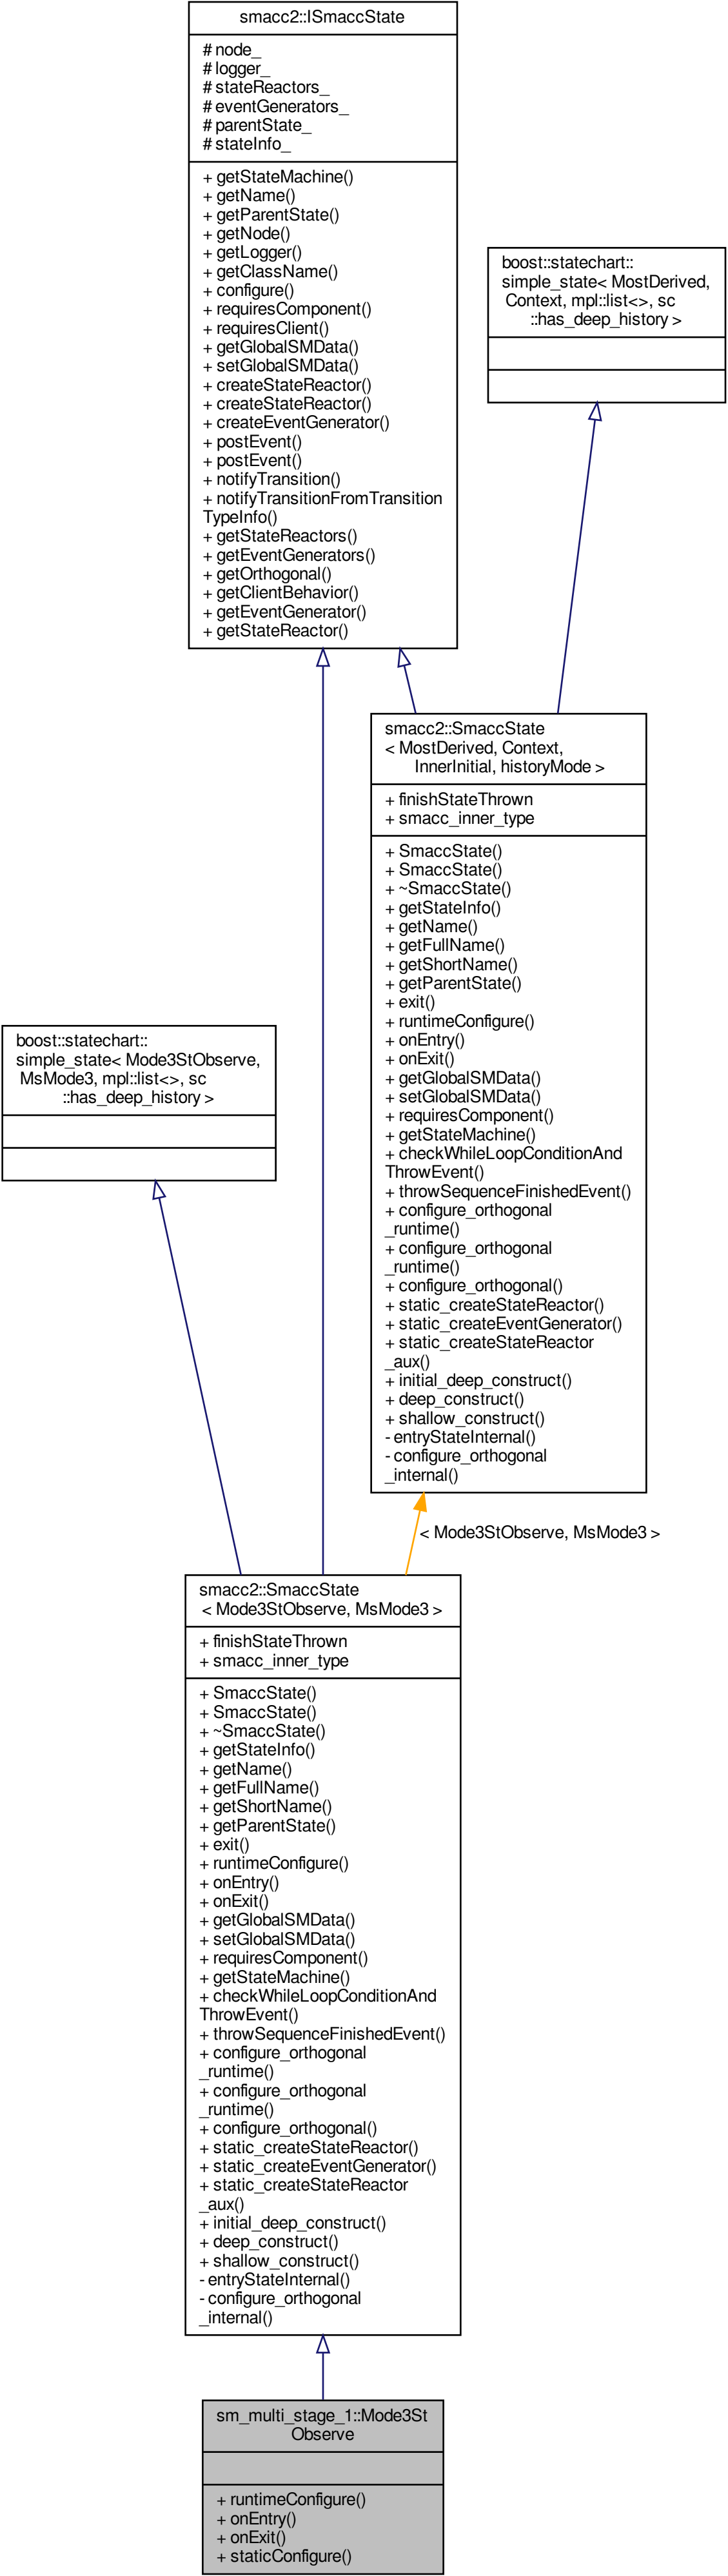 smacc2::ISmaccState
# node_
# logger_
# stateReactors_
# eventGenerators_
# parentState_
# stateInfo_
+ getStateMachine()
+ getName()
+ getParentState()
+ getNode()
+ getLogger()
+ getClassName()
+ configure()
+ requiresComponent()
+ requiresClient()
+ getGlobalSMData()
+ setGlobalSMData()
+ createStateReactor()
+ createStateReactor()
+ createEventGenerator()
+ postEvent()
+ postEvent()
+ notifyTransition()
+ notifyTransitionFromTransition
TypeInfo()
+ getStateReactors()
+ getEventGenerators()
+ getOrthogonal()
+ getClientBehavior()
+ getEventGenerator()
+ getStateReactor()
boost::statechart::
simple_state< MostDerived,
Context, mpl::list<>, sc
::has_deep_history >
smacc2::SmaccState
< MostDerived, Context,
InnerInitial, historyMode >
+ finishStateThrown
+ smacc_inner_type
+ SmaccState()
+ SmaccState()
+ ~SmaccState()
+ getStateInfo()
+ getName()
+ getFullName()
+ getShortName()
+ getParentState()
+ exit()
+ runtimeConfigure()
+ onEntry()
+ onExit()
+ getGlobalSMData()
+ setGlobalSMData()
+ requiresComponent()
+ getStateMachine()
+ checkWhileLoopConditionAnd
ThrowEvent()
+ throwSequenceFinishedEvent()
+ configure_orthogonal
_runtime()
+ configure_orthogonal
_runtime()
+ configure_orthogonal()
+ static_createStateReactor()
+ static_createEventGenerator()
+ static_createStateReactor
_aux()
+ initial_deep_construct()
+ deep_construct()
+ shallow_construct()
- entryStateInternal()
- configure_orthogonal
_internal()
boost::statechart::
simple_state< Mode3StObserve,
MsMode3, mpl::list<>, sc
::has_deep_history >
< Mode3StObserve, MsMode3 >
smacc2::SmaccState
< Mode3StObserve, MsMode3 >
+ finishStateThrown
+ smacc_inner_type
+ SmaccState()
+ SmaccState()
+ ~SmaccState()
+ getStateInfo()
+ getName()
+ getFullName()
+ getShortName()
+ getParentState()
+ exit()
+ runtimeConfigure()
+ onEntry()
+ onExit()
+ getGlobalSMData()
+ setGlobalSMData()
+ requiresComponent()
+ getStateMachine()
+ checkWhileLoopConditionAnd
ThrowEvent()
+ throwSequenceFinishedEvent()
+ configure_orthogonal
_runtime()
+ configure_orthogonal
_runtime()
+ configure_orthogonal()
+ static_createStateReactor()
+ static_createEventGenerator()
+ static_createStateReactor
_aux()
+ initial_deep_construct()
+ deep_construct()
+ shallow_construct()
- entryStateInternal()
- configure_orthogonal
_internal()
sm_multi_stage_1::Mode3St
Observe
+ runtimeConfigure()
+ onEntry()
+ onExit()
+ staticConfigure()